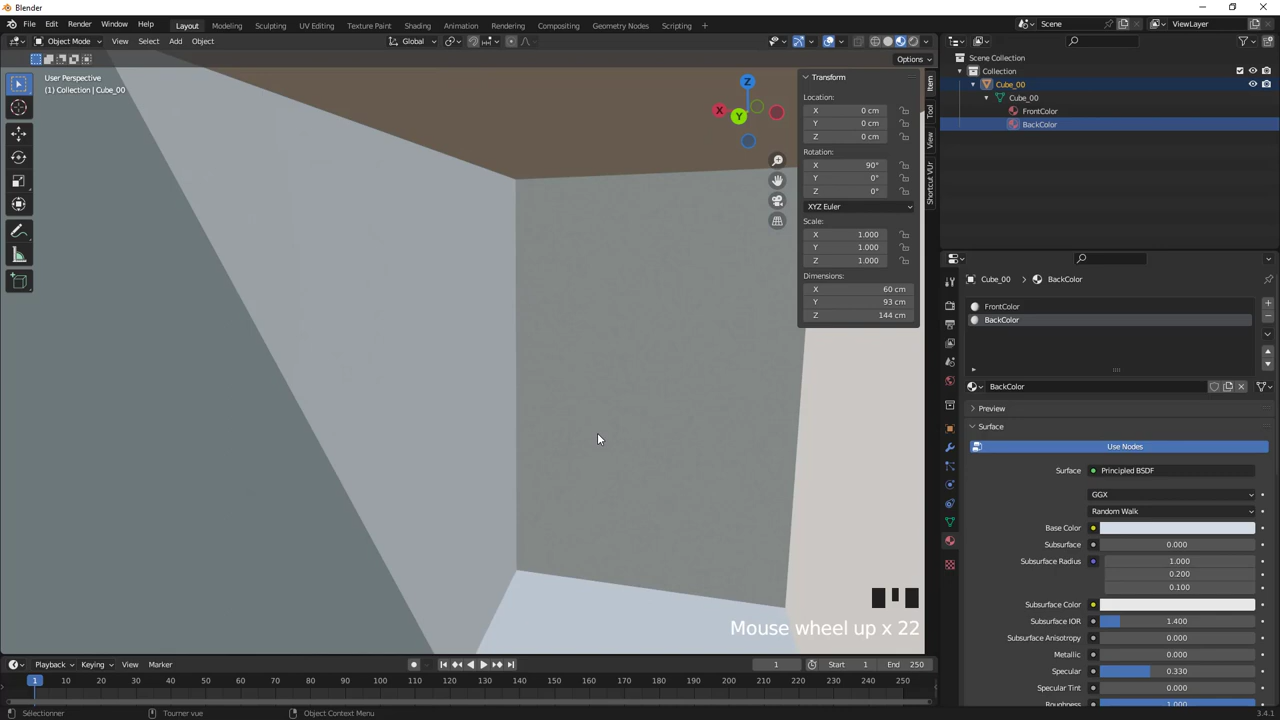 Blender
File Edit Render Window Help Layout Modeling Sculpting UV Editing Texture Paint Shading Animation Rendering Compositing Geometry Nodes Scripting + Scene ViewLayer
Object Mode View Select Add Object Global
Options
User Perspective
(1) Collection | Cube_00
Z
X
Y
Transform
Location:
X 0 cm
Y 0 cm
Z 0 cm
Rotation:
X 90°
Y 0°
Z 0°
XYZ Euler
Scale:
X 1.000
Y 1.000
Z 1.000
Dimensions:
X 60 cm
Y 93 cm
Z 144 cm
Item
Tool
View
Shortcut VUr
Scene Collection
Collection
Cube_00
Cube_00
FrontColor
BackColor
Cube_00 > BackColor
FrontColor
BackColor
BackColor
Preview
Surface
Use Nodes
Surface Principled BSDF
GGX
Random Walk
Base Color
Subsurface 0.000
Subsurface Radius 1.000
0.200
0.100
Subsurface Color
Subsurface IOR 1.400
Subsurface Anisotropy 0.000
Metallic 0.000
Specular 0.330
Specular Tint 0.000
Roughness 1.000
Mouse wheel up x 22
Playback Keying View Marker 1 Start 1 End 250
1 10 20 30 40 50 60 70 80 90 100 110 120 130 140 150 160 170 180 190 200 210 220 230 240 250
Sélectionner Tourner vue Object Context Menu 3.4.1